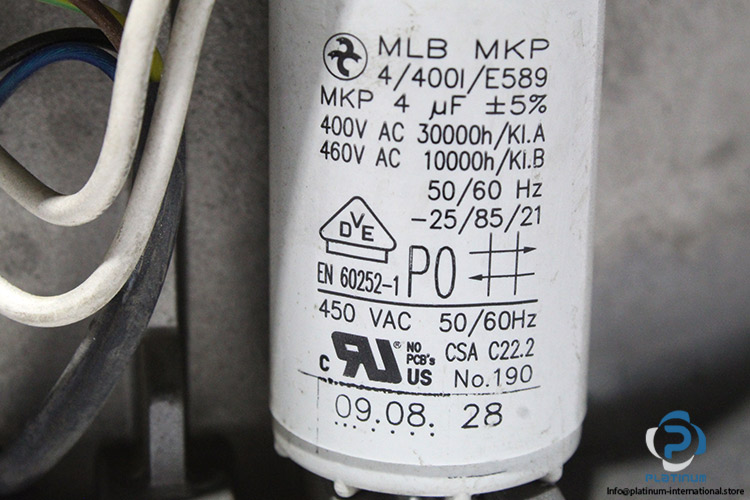 MLB MKP
4/400I/E589
MKP 4 µF ±5%
400V AC 30000h/Kl.A
460V AC 10000h/Kl.B
50/60 Hz
-25/85/21
DVE
EN 60252-1 P0
450 VAC 50/60Hz
c RU ® US NO PCB's CSA C22.2 No.190
09.08. 28
PLATINUM
Info@platinum-international.store